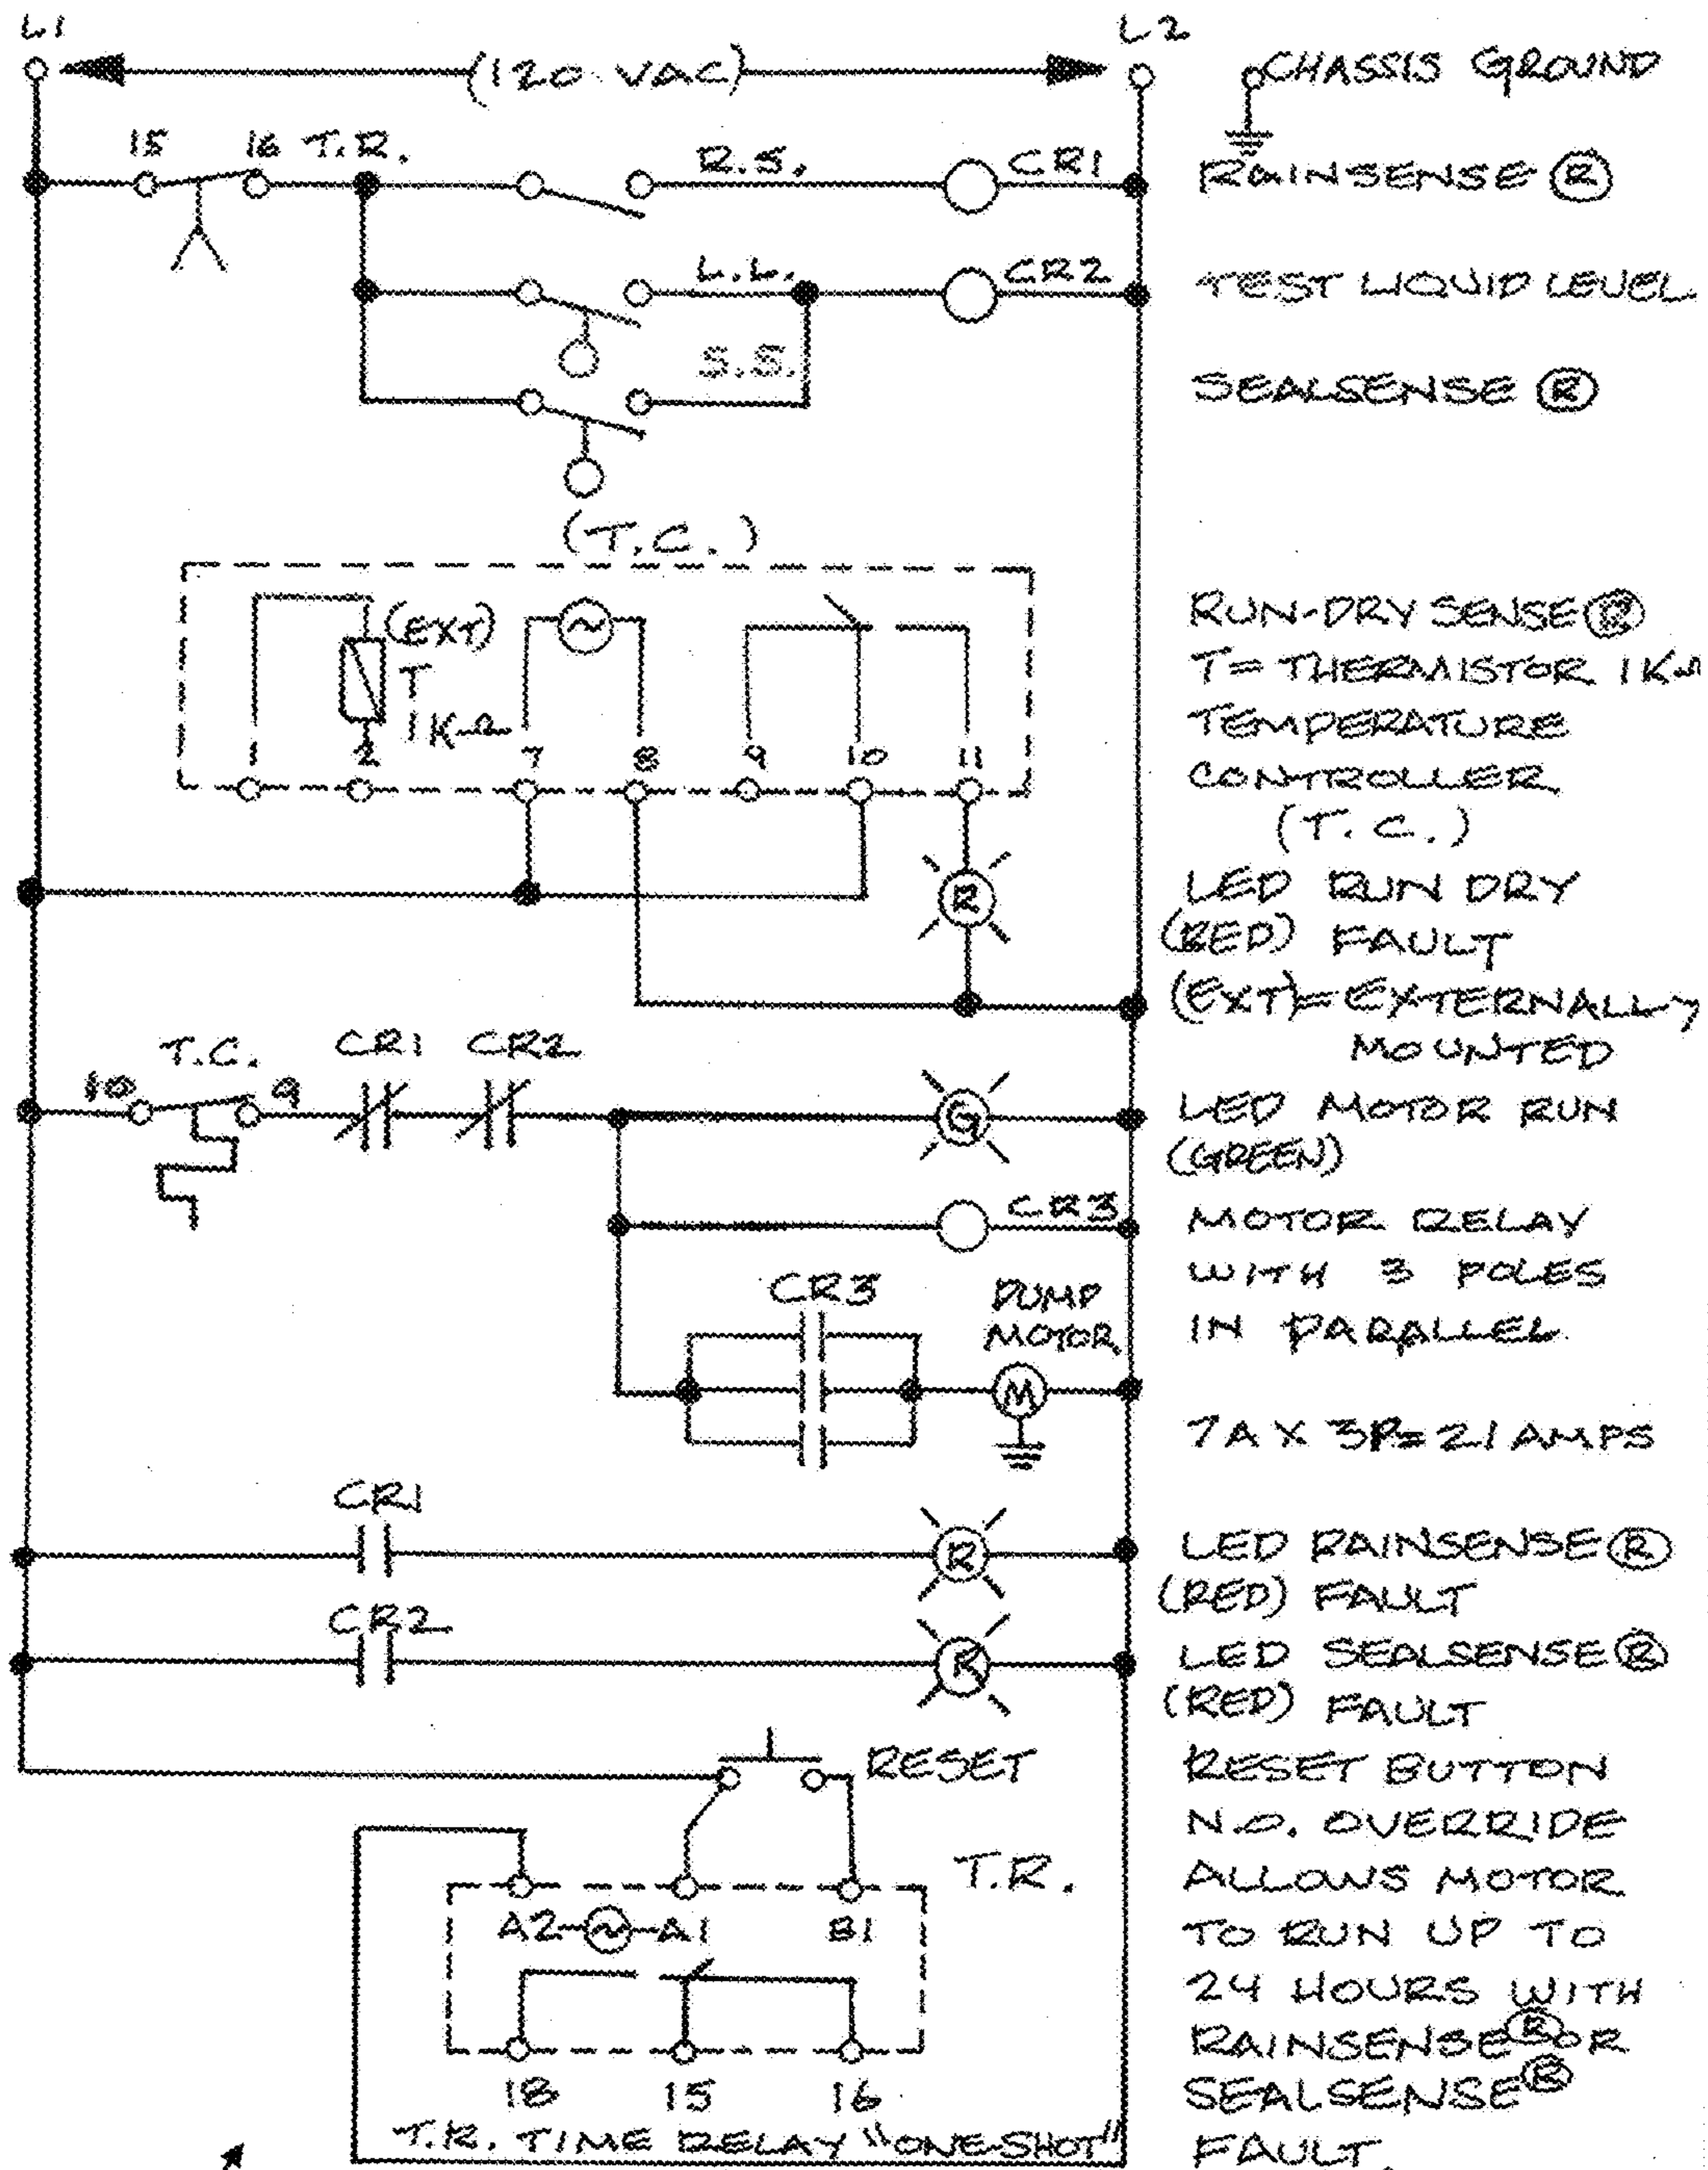 L1
(120 VAC)
L2
CHASSIS GROUND
15
16 T.R.
R.S.
CR1
RAINSENSE ®
L.L.
CR2
TEST LIQUID LEVEL
S.S.
SEALSENSE ®
(T.C.)
(EXT)
T
1KΩ
1
2
7
8
9
10
11
RUN-DRY SENSE ®
T = THERMISTOR 1KΩ
TEMPERATURE
CONTROLLER
(T.C.)
R
LED RUN DRY
(RED) FAULT
(EXT)= EXTERNALLY
MOUNTED
T.C.
CR1
CR2
10
9
G
LED MOTOR RUN
(GREEN)
CR3
MOTOR RELAY
WITH 3 POLES
IN PARALLEL
CR3
PUMP
MOTOR
M
7A X 3P= 21 AMPS
CR1
R
LED RAINSENSE ®
(RED) FAULT
CR2
R
LED SEALSENSE ®
(RED) FAULT
RESET
RESET BUTTON
N.O. OVERRIDE
ALLOWS MOTOR
TO RUN UP TO
24 HOURS WITH
RAINSENSE® OR
SEALSENSE®
FAULT.
T.R.
A2
A1
B1
18
15
16
T.R. TIME RELAY "ONE-SHOT"